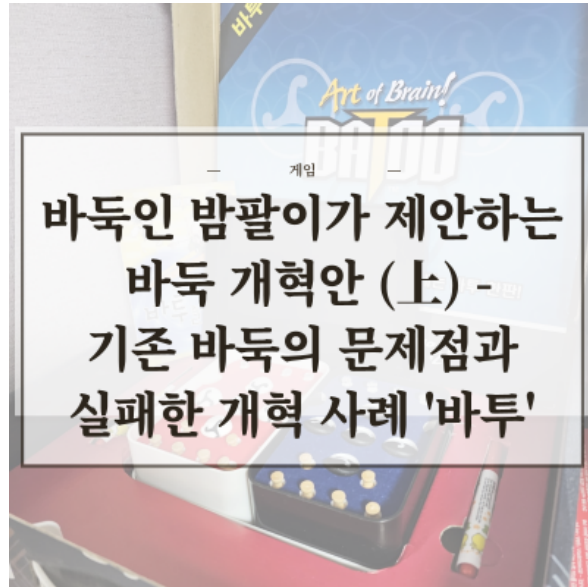 바투
Art of Brain!
BATOO
— 게임 —
바둑인 밤팔이가 제안하는
바둑 개혁안 (上) -
기존 바둑의 문제점과
실패한 개혁 사례 '바투'